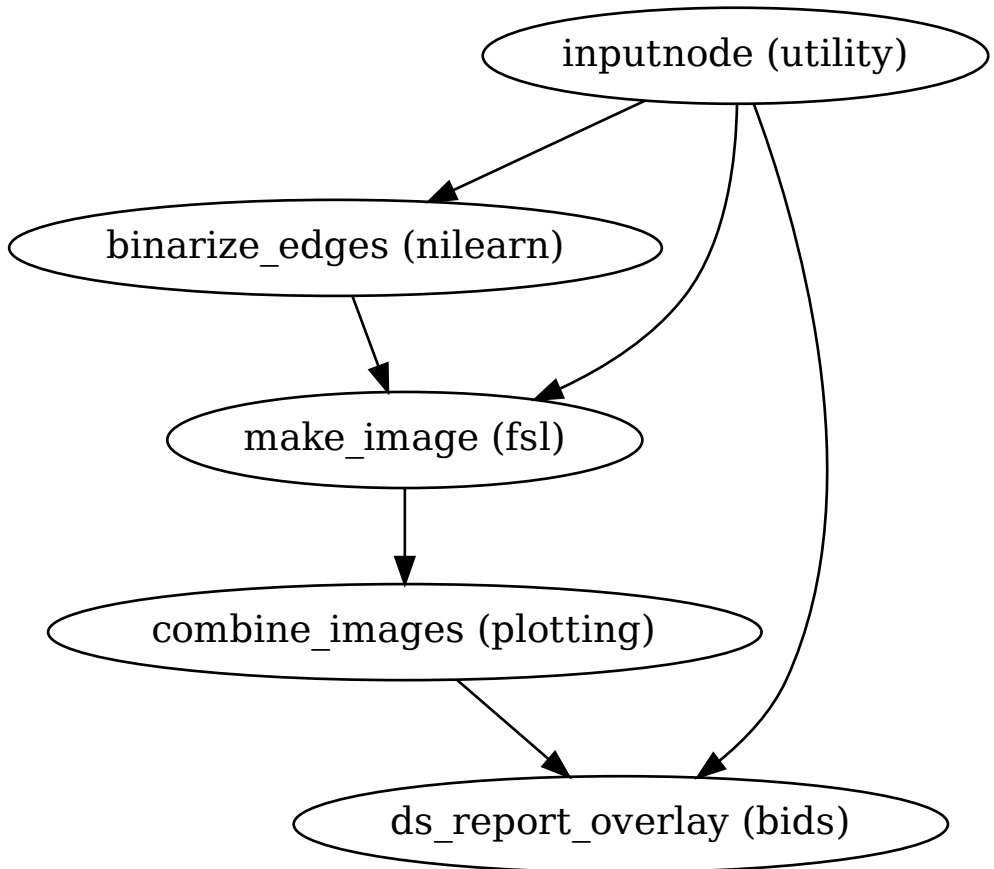 inputnode (utility)
binarize_edges (nilearn)
make_image (fsl)
combine_images (plotting)
ds_report_overlay (bids)